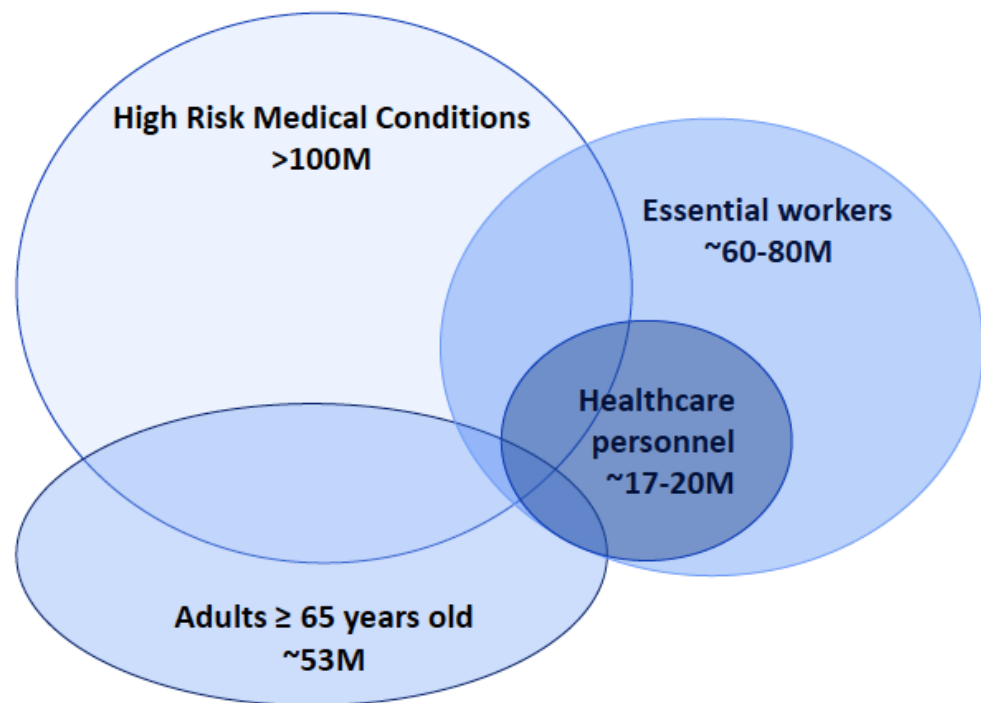 High Risk Medical Conditions
>100M
Essential workers
~60-80M
Healthcare
personnel
~17-20M
Adults ≥ 65 years old
~53M